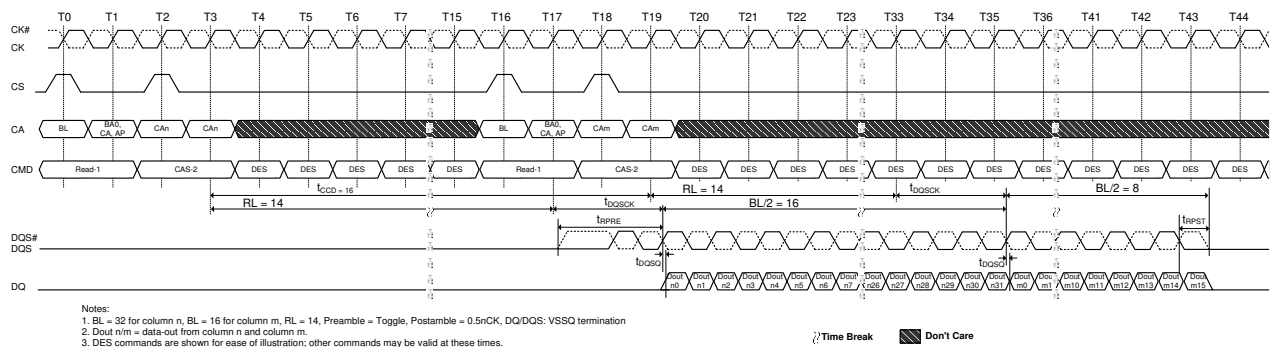 T0 T1 T2 T3 T4 T5 T6 T7 T15 T16 T17 T18 T19 T20 T21 T22 T23 T33 T34 T35 T36 T41 T42 T43 T44
CK#
CK
CS
CA BL BA0, CA, AP CAn CAn BL BA0, CA, AP CAm CAm
CMD Read-1 CAS-2 DES DES DES DES DES Read-1 CAS-2 DES DES DES DES DES DES DES DES DES DES DES DES
tCCD = 16 RL = 14 tDQSCK BL/2 = 8
RL = 14 tDQSCK BL/2 = 16
tRPRE tRPST
DQS#
DQS
tDQSQ tDQSQ
DQ Dout n0 Dout n1 Dout n2 Dout n3 Dout n4 Dout n5 Dout n6 Dout n7 Dout n26 Dout n27 Dout n28 Dout n29 Dout n30 Dout n31 Dout m0 Dout m1 Dout m10 Dout m11 Dout m12 Dout m13 Dout m14 Dout m15
Notes:
1. BL = 32 for column n, BL = 16 for column m, RL = 14, Preamble = Toggle, Postamble = 0.5nCK, DQ/DQS: VSSQ termination
2. Dout n/m = data-out from column n and column m.
3. DES commands are shown for ease of illustration; other commands may be valid at these times.
Time Break Don't Care